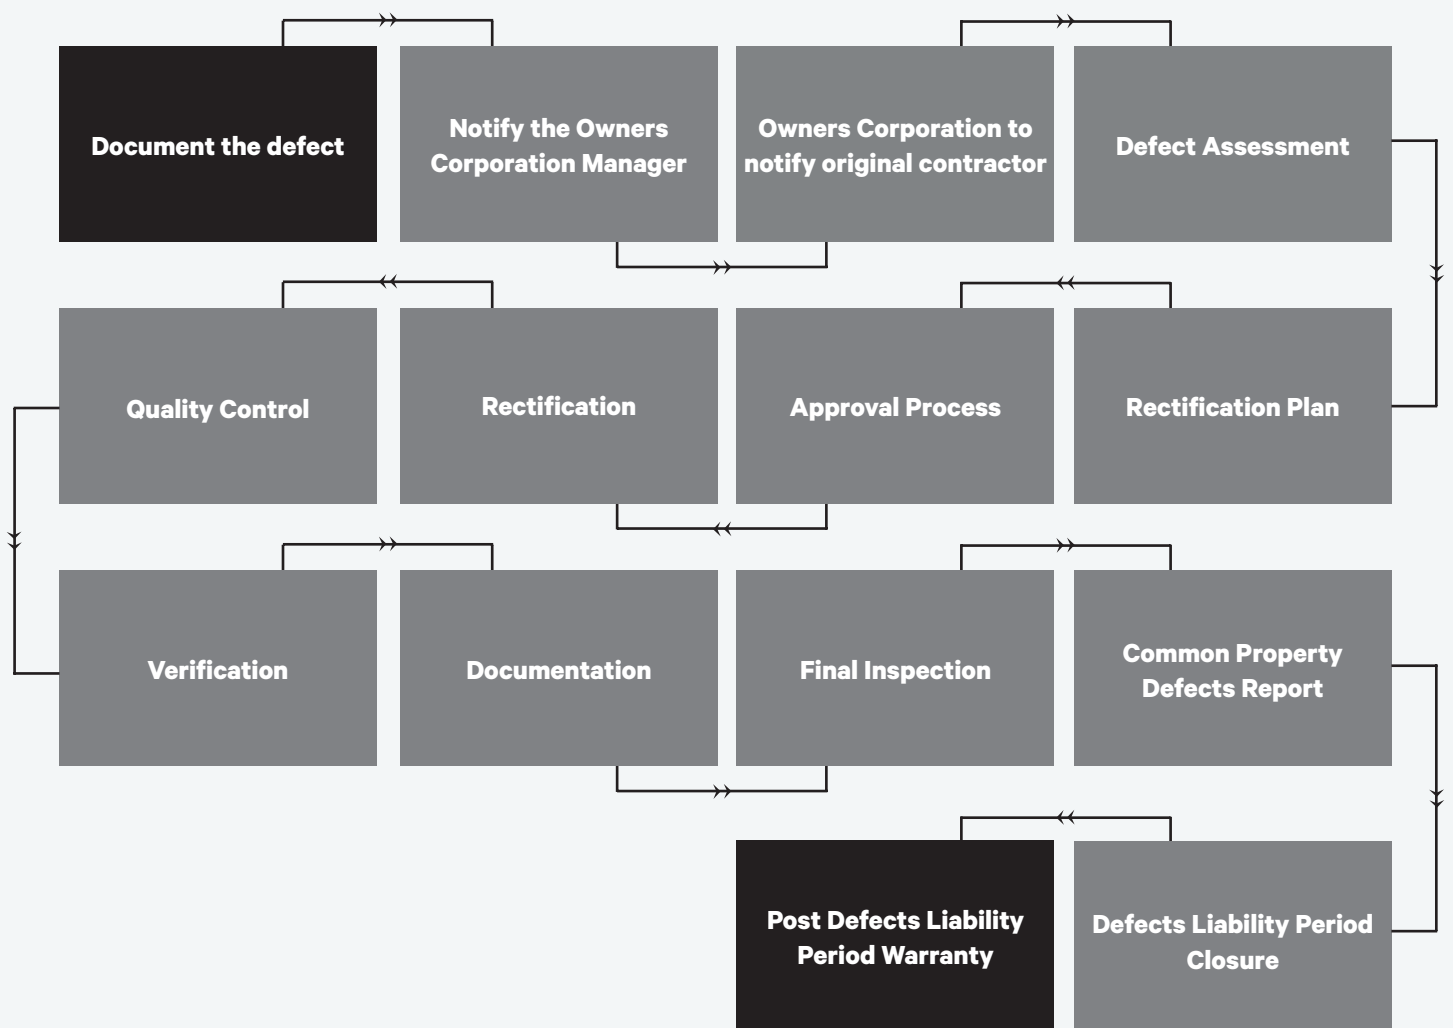 Document the defect
Notify the Owners
Corporation Manager
Owners Corporation to
notify original contractor
Defect Assessment
Quality Control
Rectification
Approval Process
Rectification Plan
Verification
Documentation
Final Inspection
Common Property
Defects Report
Post Defects Liability
Period Warranty
Defects Liability Period
Closure